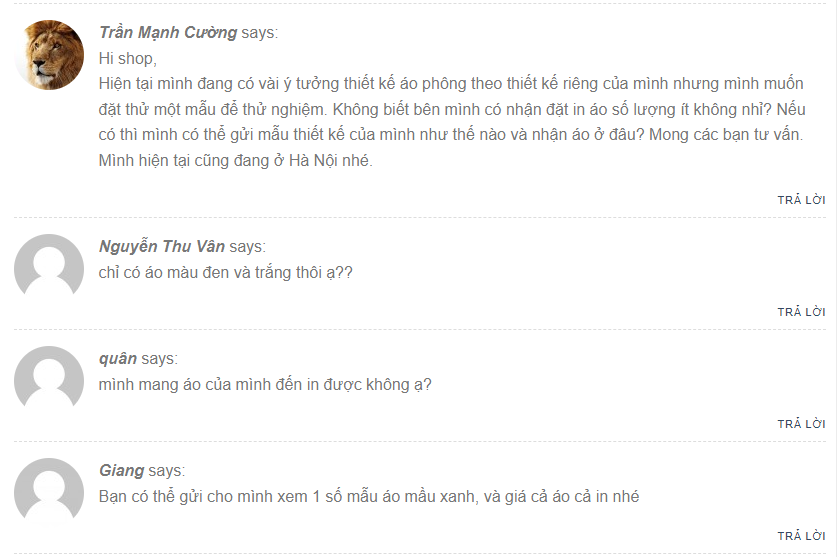 Trần Mạnh Cường says:
Hi shop,
Hiện tại mình đang có vài ý tưởng thiết kế áo phông theo thiết kế riêng của mình nhưng mình muốn
đặt thử một mẫu để thử nghiệm. Không biết bên mình có nhận đặt in áo số lượng ít không nhỉ? Nếu
có thì mình có thể gửi mẫu thiết kế của mình như thế nào và nhận áo ở đâu? Mong các bạn tư vấn.
Mình hiện tại cũng đang ở Hà Nội nhé.
TRẢ LỜI
Nguyễn Thu Vân says:
chỉ có áo màu đen và trắng thôi ạ??
TRẢ LỜI
quân says:
mình mang áo của mình đến in được không ạ?
TRẢ LỜI
Giang says:
Bạn có thể gửi cho mình xem 1 số mẫu áo mầu xanh, và giá cả áo cả in nhé
TRẢ LỜI